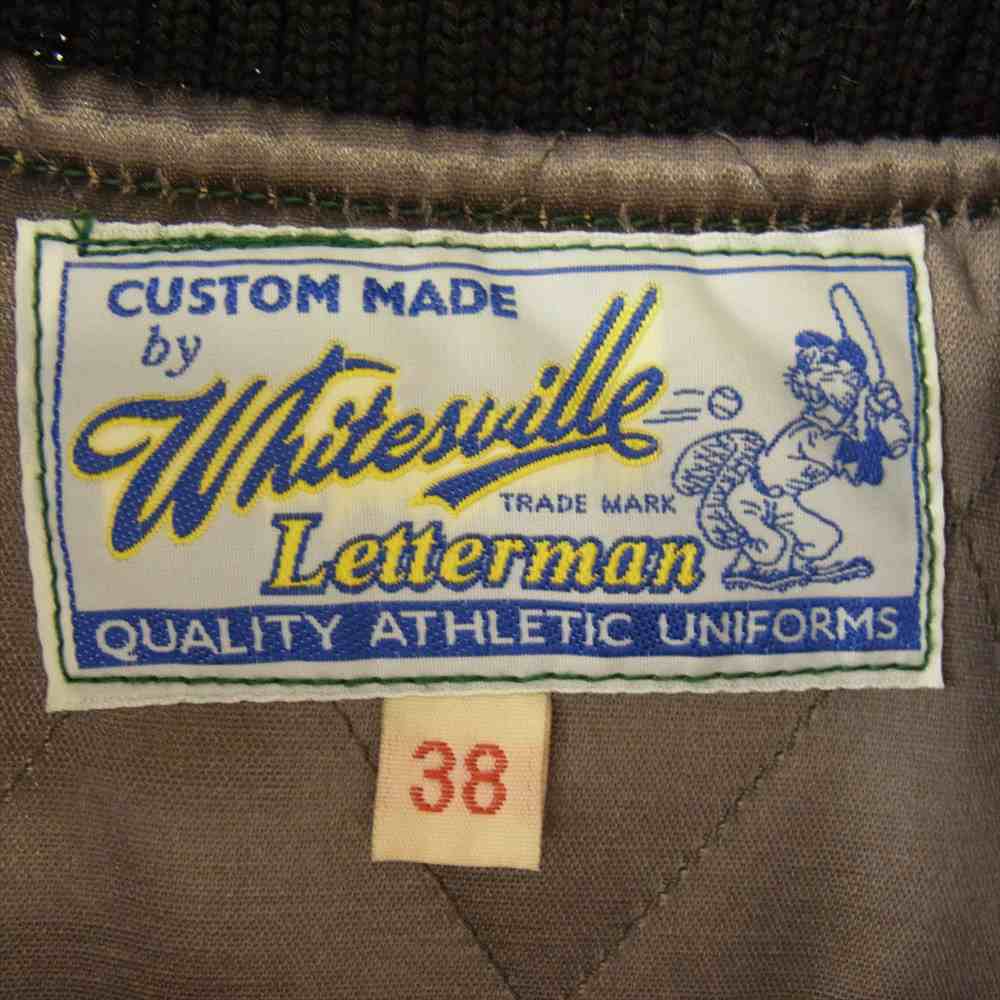 CUSTOM MADE
by
Whitesville
TRADE MARK
Letterman
QUALITY ATHLETIC UNIFORMS
38